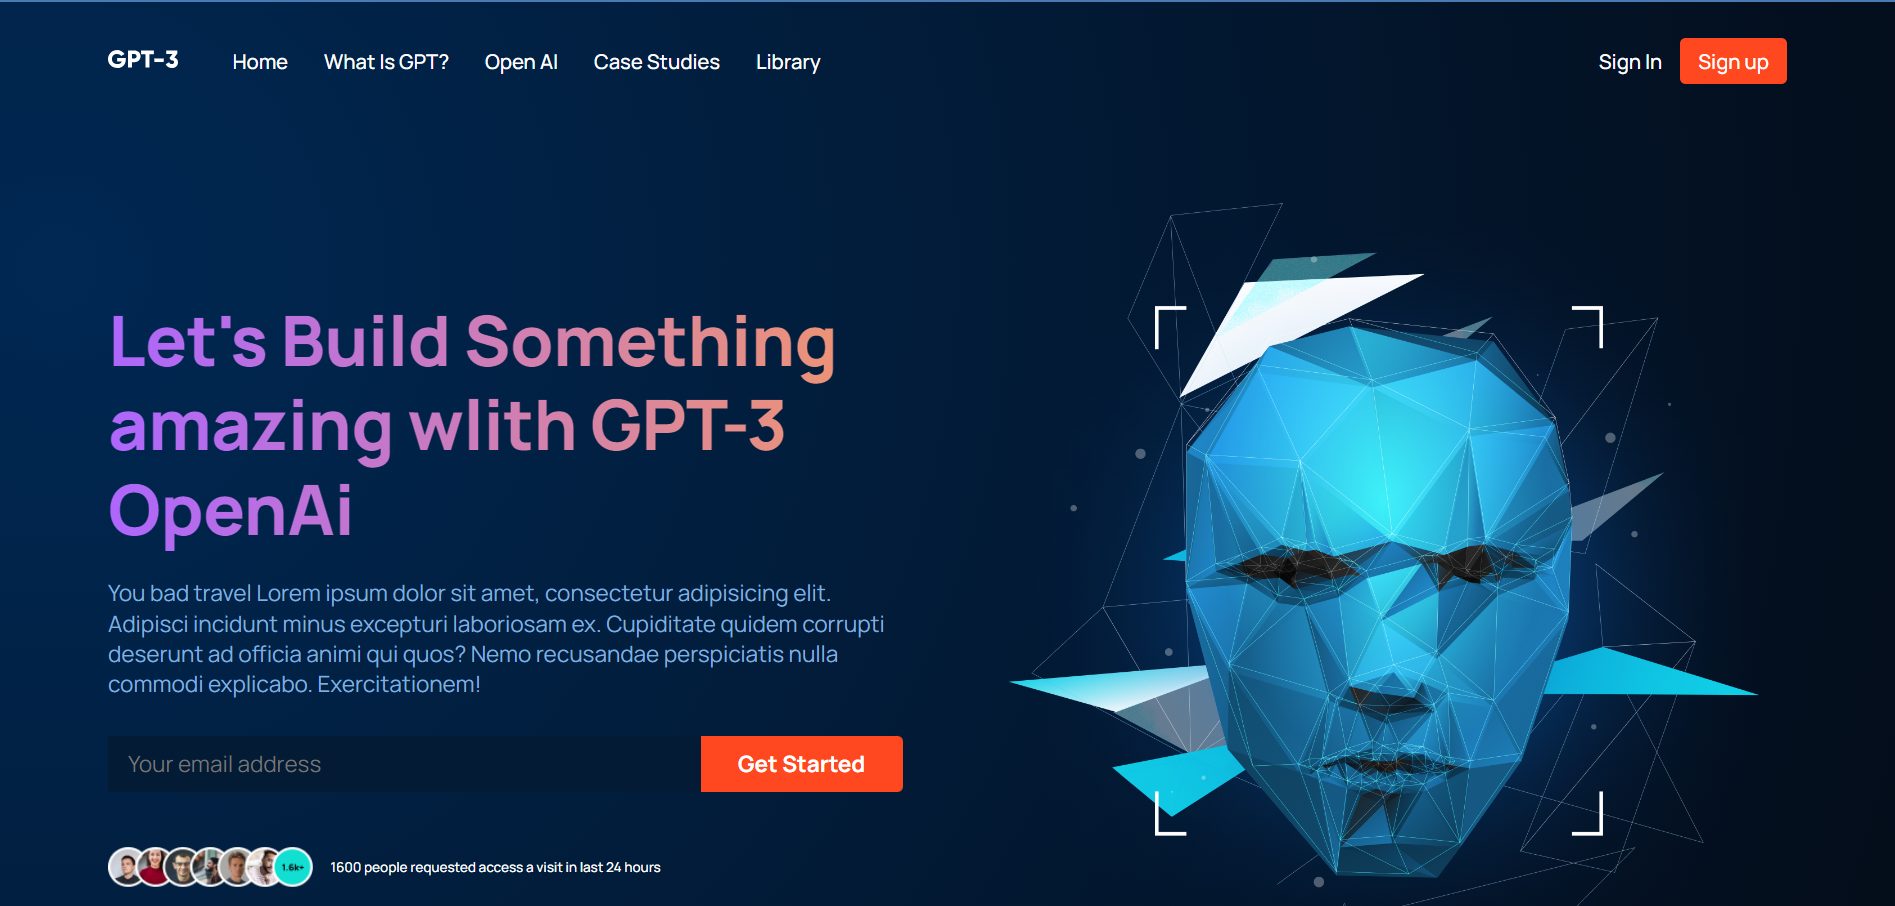 GPT-3 Home What Is GPT? Open AI Case Studies Library Sign In Sign up
Let's Build Something
amazing wlith GPT-3
OpenAi
You bad travel Lorem ipsum dolor sit amet, consectetur adipisicing elit.
Adipisci incidunt minus excepturi laboriosam ex. Cupiditate quidem corrupti
deserunt ad officia animi qui quos? Nemo recusandae perspiciatis nulla
commodi explicabo. Exercitationem!
Your email address Get Started
1.6k+ 1600 people requested access a visit in last 24 hours